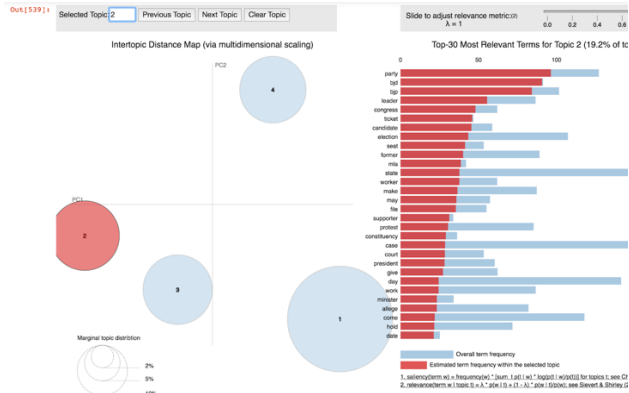 Out[539]:
Selected Topic: 2 Previous Topic Next Topic Clear Topic
Slide to adjust relevance metric:(2)
λ = 1
0.0 0.2 0.4 0.6
Intertopic Distance Map (via multidimensional scaling)
PC2
PC1
4
2
3
1
Marginal topic distribtion
2%
5%
10%
Top-30 Most Relevant Terms for Topic 2 (19.2% of to
0 50 100
party
bjd
bjp
leader
congress
ticket
candidate
election
seat
former
mla
state
worker
make
may
file
supporter
protest
constituency
case
court
president
give
day
work
minister
allege
come
hold
date
Overall term frequency
Estimated term frequency within the selected topic
1. saliency(term w) = frequency(w) * [sum_t p(t | w) * log(p(t | w)/p(t))] for topics t; see Ch
2. relevance(term w | topic t) = λ * p(w | t) + (1 - λ) * p(w | t)/p(w); see Sievert & Shirley (2